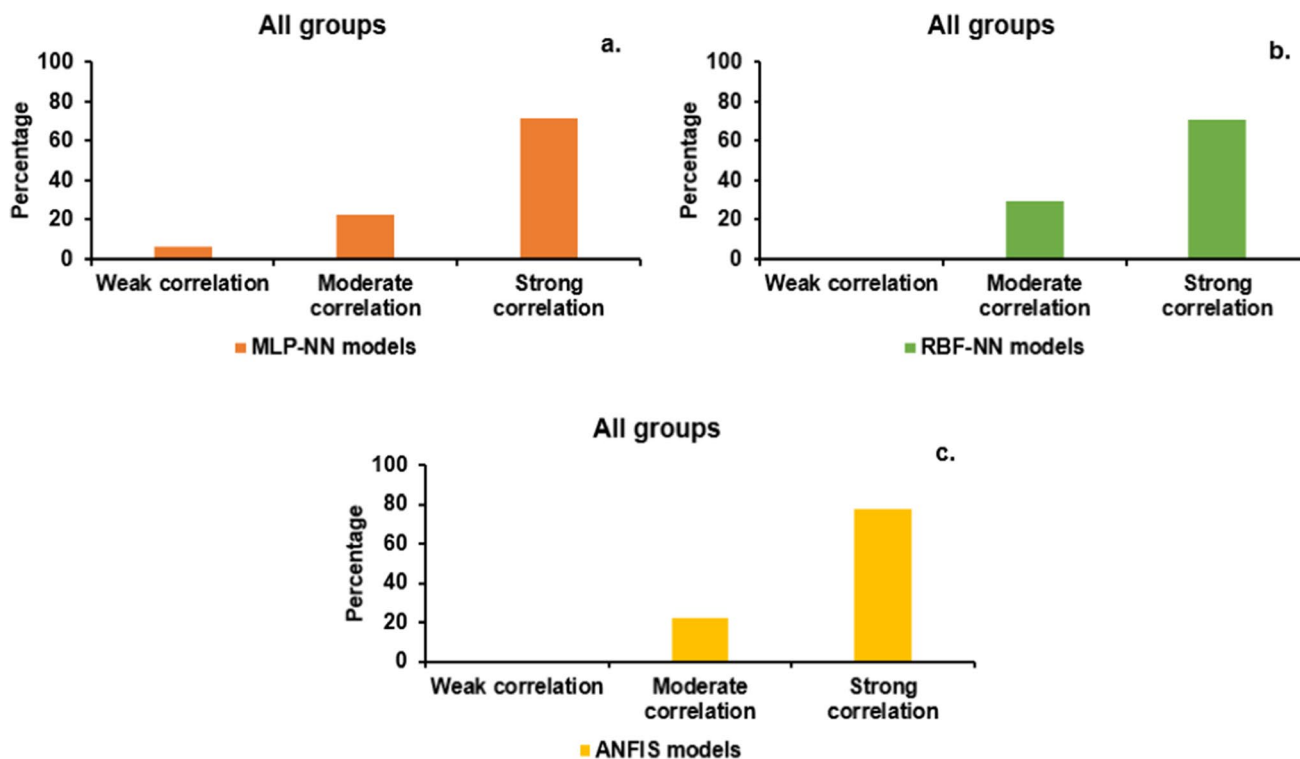 All groups
a.
100
80
60
40
20
0
Percentage
Weak correlation
Moderate
correlation
Strong
correlation
MLP-NN models
All groups
b.
100
80
60
40
20
0
Percentage
Weak correlation
Moderate
correlation
Strong
correlation
RBF-NN models
All groups
c.
100
80
60
40
20
0
Percentage
Weak correlation
Moderate
correlation
Strong
correlation
ANFIS models